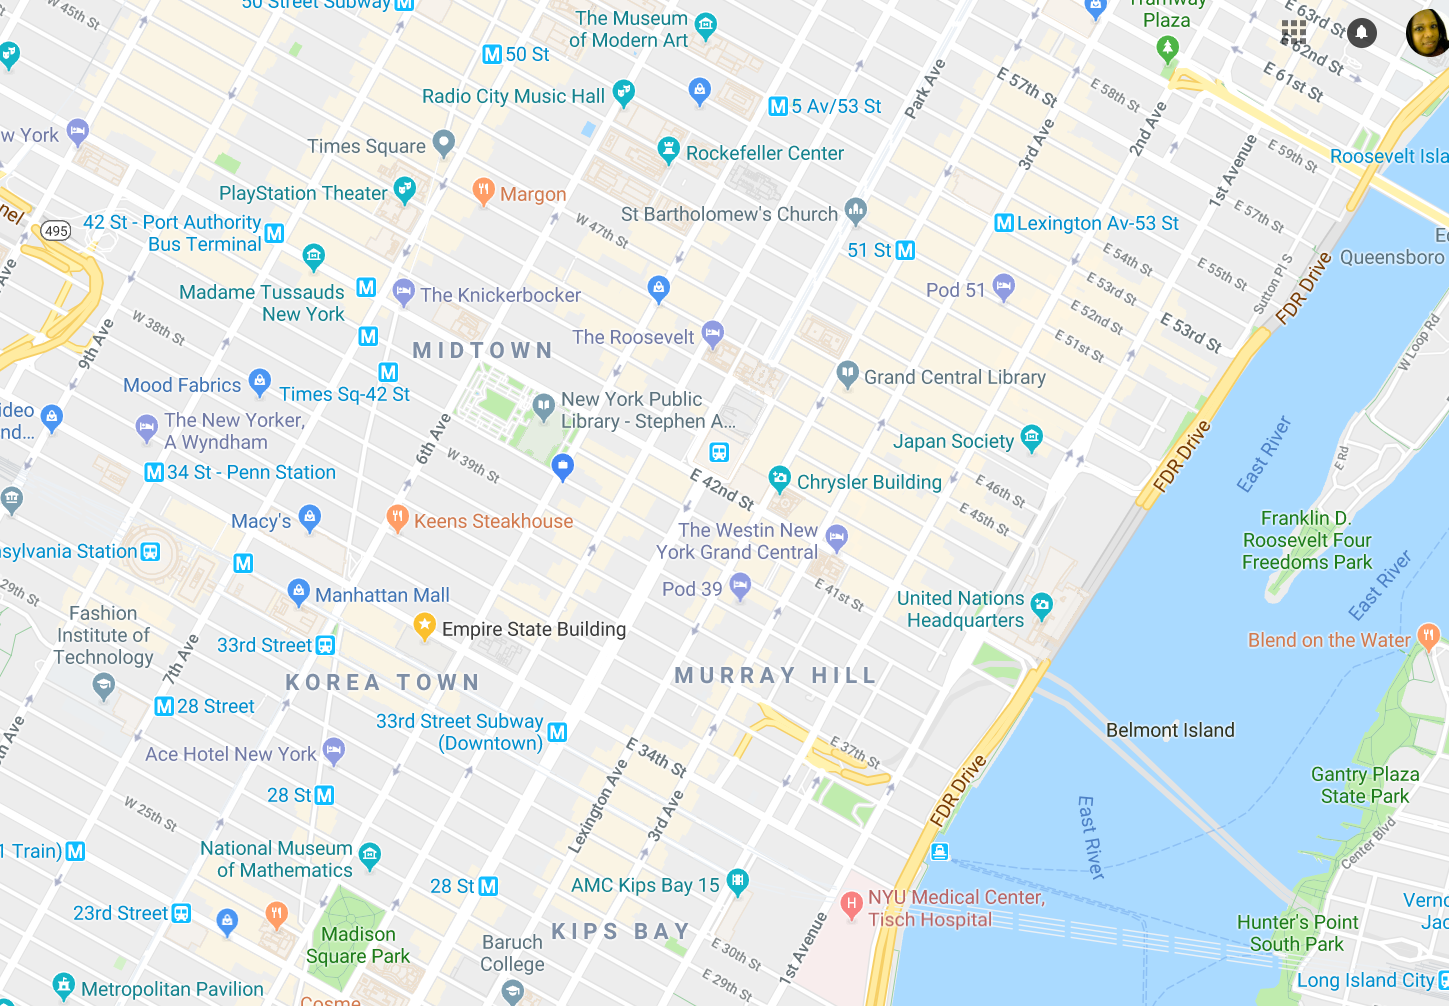 W 45th St
50 Street Subway
The Museum
of Modern Art
Tramway
Plaza
E 63rd St
E 62nd St
E 61st St
50 St
Radio City Music Hall
5 Av/53 St
Park Ave
E 57th St
E 58th St
2nd Ave
3rd Ave
E 59th St
1st Avenue
Times Square
Rockefeller Center
PlayStation Theater
Margon
St Bartholomew's Church
495
42 St - Port Authority
Bus Terminal
W 47th St
51 St
Lexington Av-53 St
E 57th St
E 54th St
E 55th St
Sutton Pl S
FDR Drive
Queensboro
Madame Tussauds
New York
The Knickerbocker
Pod 51
E 53rd St
E 52nd St
E 53rd St
E 51st St
W 38th St
9th Ave
MIDTOWN
The Roosevelt
W Loop Rd
Mood Fabrics
Times Sq-42 St
Grand Central Library
New York Public
Library - Stephen A...
The New Yorker,
A Wyndham
6th Ave
W 39th St
Japan Society
FDR Drive
East River
E Rd
34 St - Penn Station
E 42nd St
Chrysler Building
E 46th St
E 45th St
Macy's
Keens Steakhouse
The Westin New
York Grand Central
Franklin D.
Roosevelt Four
Freedoms Park
East River
nsylvania Station
29th St
Manhattan Mall
Pod 39
E 41st St
United Nations
Headquarters
Fashion
Institute of
Technology
Empire State Building
33rd Street
7th Ave
KOREA TOWN
MURRAY HILL
Blend on the Water
28 Street
33rd Street Subway
(Downtown)
Belmont Island
Ace Hotel New York
E 34th St
E 37th St
FDR Drive
Gantry Plaza
State Park
28 St
W 25th St
Lexington Ave
3rd Ave
East River
Center Blvd
1 Train)
National Museum
of Mathematics
28 St
AMC Kips Bay 15
NYU Medical Center,
Tisch Hospital
23rd Street
Madison
Square Park
KIPS BAY
Baruch
College
E 30th St
E 29th St
1st Avenue
Hunter's Point
South Park
Long Island City
Metropolitan Pavilion
Cosme